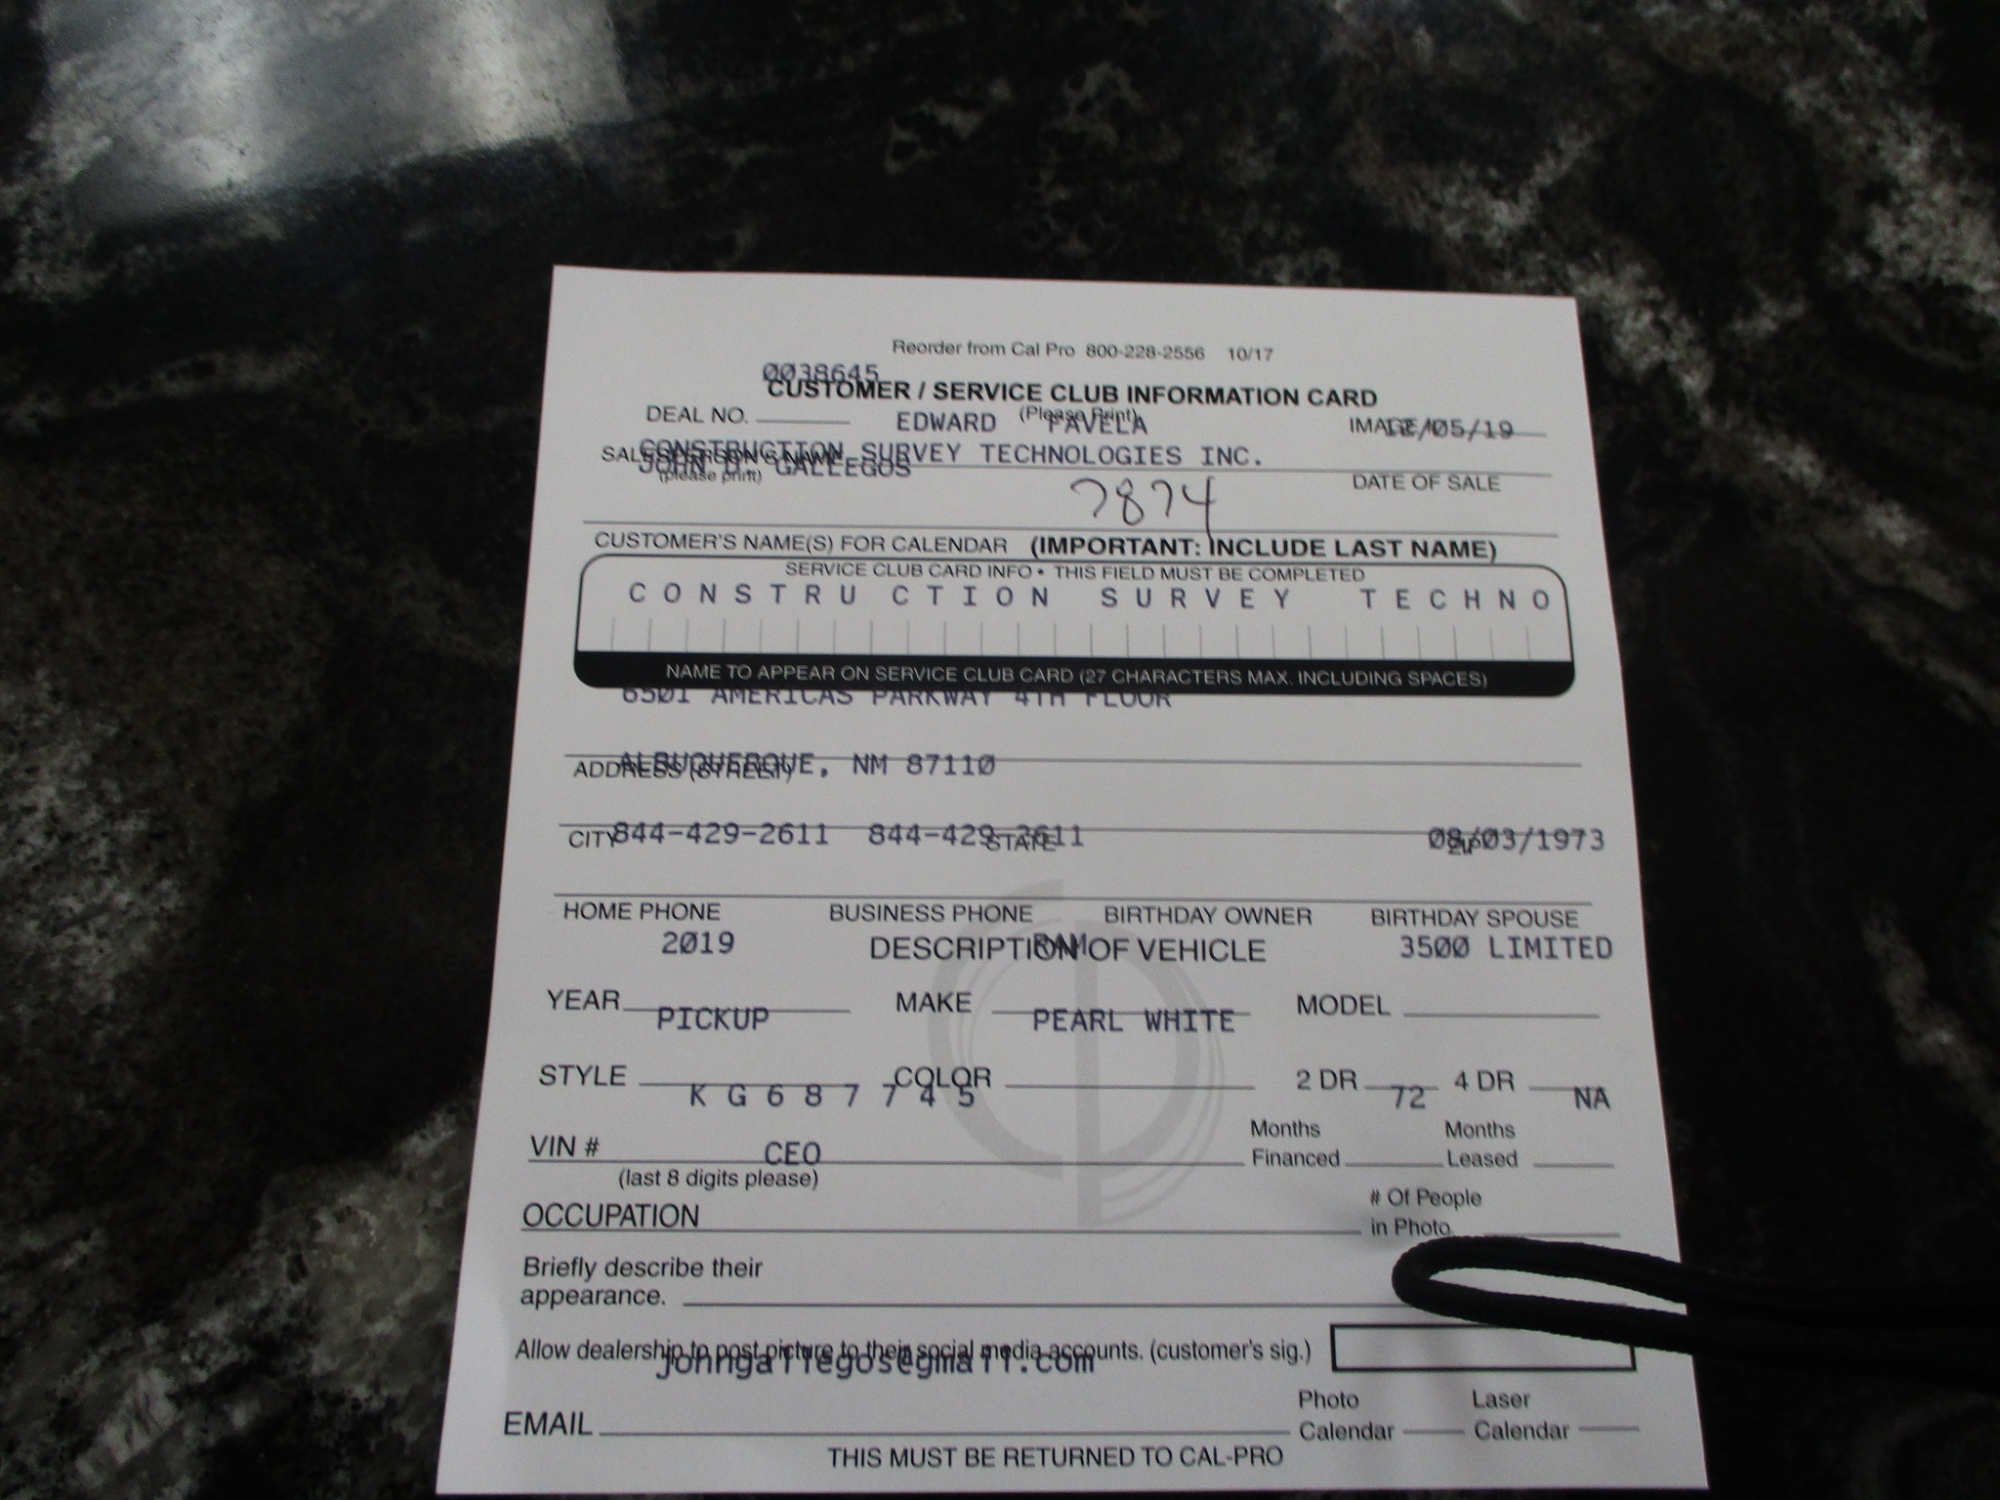 Reorder from Cal Pro 800-228-2556 10/17
0038645
CUSTOMER / SERVICE CLUB INFORMATION CARD
(Please Print)
DEAL NO. EDWARD FAVELA IMAGE 12/05/19
CONSTRUCTION SURVEY TECHNOLOGIES INC.
SALESPERSON'S NAME
JOHN D. GALLEGOS
(please print) DATE OF SALE
7874
CUSTOMER'S NAME(S) FOR CALENDAR (IMPORTANT: INCLUDE LAST NAME)
SERVICE CLUB CARD INFO • THIS FIELD MUST BE COMPLETED
CONSTRUCTION SURVEY TECHNO
NAME TO APPEAR ON SERVICE CLUB CARD (27 CHARACTERS MAX. INCLUDING SPACES)
6501 AMERICAS PARKWAY 4TH FLOOR
ALBUQUERQUE, NM 87110
ADDRESS (STREET)
844-429-2611 844-429-2611 08/03/1973
CITY STATE ZIP
HOME PHONE BUSINESS PHONE BIRTHDAY OWNER BIRTHDAY SPOUSE
2019 RAM 3500 LIMITED
DESCRIPTION OF VEHICLE
YEAR MAKE MODEL
PICKUP PEARL WHITE
STYLE COLOR 2 DR 4 DR
KG687745 72 NA
VIN # CEO Months Financed Months Leased
(last 8 digits please)
OCCUPATION # Of People in Photo
Briefly describe their
appearance.
Allow dealership to post picture to their social media accounts. (customer's sig.)
johngallegos@gmail.com
EMAIL Photo Calendar Laser Calendar
THIS MUST BE RETURNED TO CAL-PRO